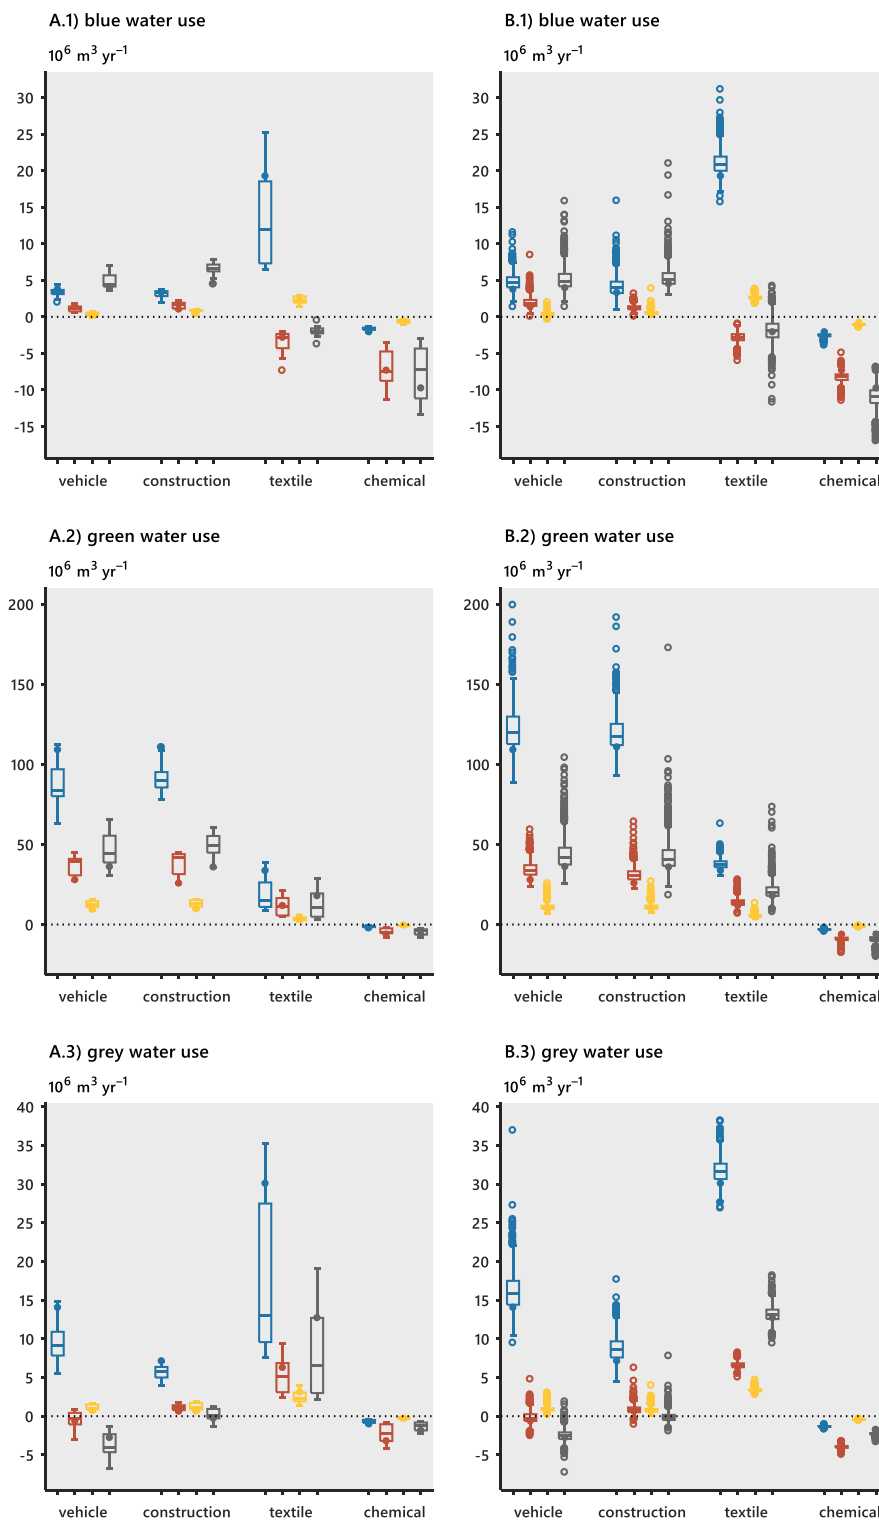 A.1) blue water use
10⁶ m³ yr⁻¹
30
25
20
15
10
5
0
-5
-10
-15
vehicle construction textile chemical
B.1) blue water use
10⁶ m³ yr⁻¹
30
25
20
15
10
5
0
-5
-10
-15
vehicle construction textile chemical
A.2) green water use
10⁶ m³ yr⁻¹
200
150
100
50
0
vehicle construction textile chemical
B.2) green water use
10⁶ m³ yr⁻¹
200
150
100
50
0
vehicle construction textile chemical
A.3) grey water use
10⁶ m³ yr⁻¹
40
35
30
25
20
15
10
5
0
-5
vehicle construction textile chemical
B.3) grey water use
10⁶ m³ yr⁻¹
40
35
30
25
20
15
10
5
0
-5
vehicle construction textile chemical